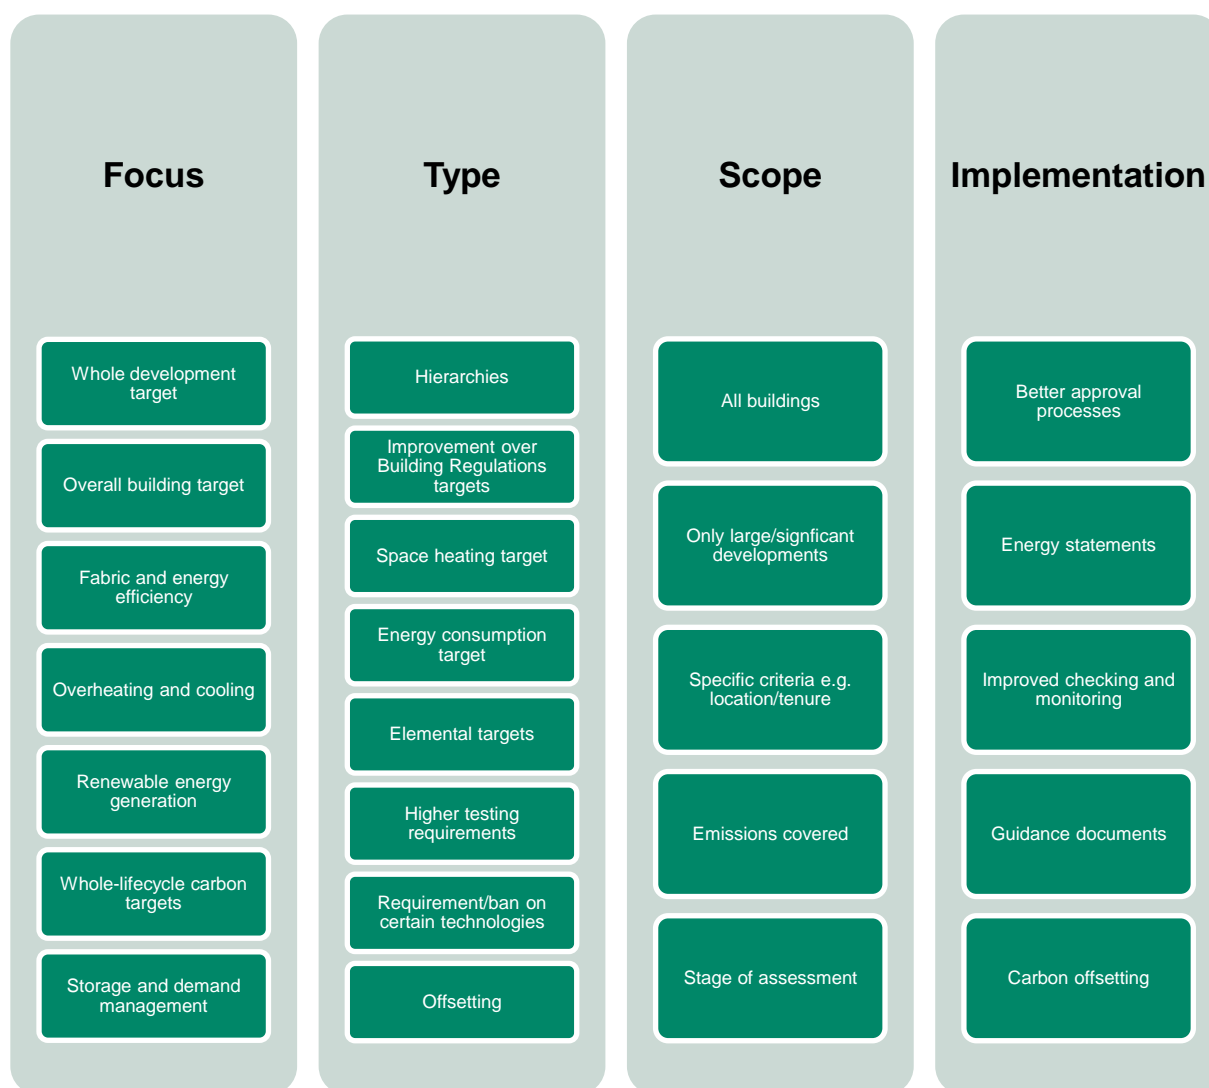 Focus
Whole development
target
Overall building target
Fabric and energy
efficiency
Overheating and cooling
Renewable energy
generation
Whole-lifecycle carbon
targets
Storage and demand
management
Type
Hierarchies
Improvement over
Building Regulations
targets
Space heating target
Energy consumption
target
Elemental targets
Higher testing
requirements
Requirement/ban on
certain technologies
Offsetting
Scope
All buildings
Only large/signficant
developments
Specific criteria e.g.
location/tenure
Emissions covered
Stage of assessment
Implementation
Better approval
processes
Energy statements
Improved checking and
monitoring
Guidance documents
Carbon offsetting